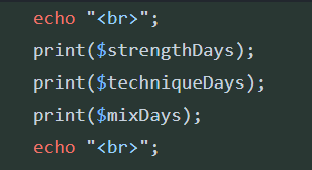 echo "<br>";
print($strengthDays);
print($techniqueDays);
print($mixDays);
echo "<br>";